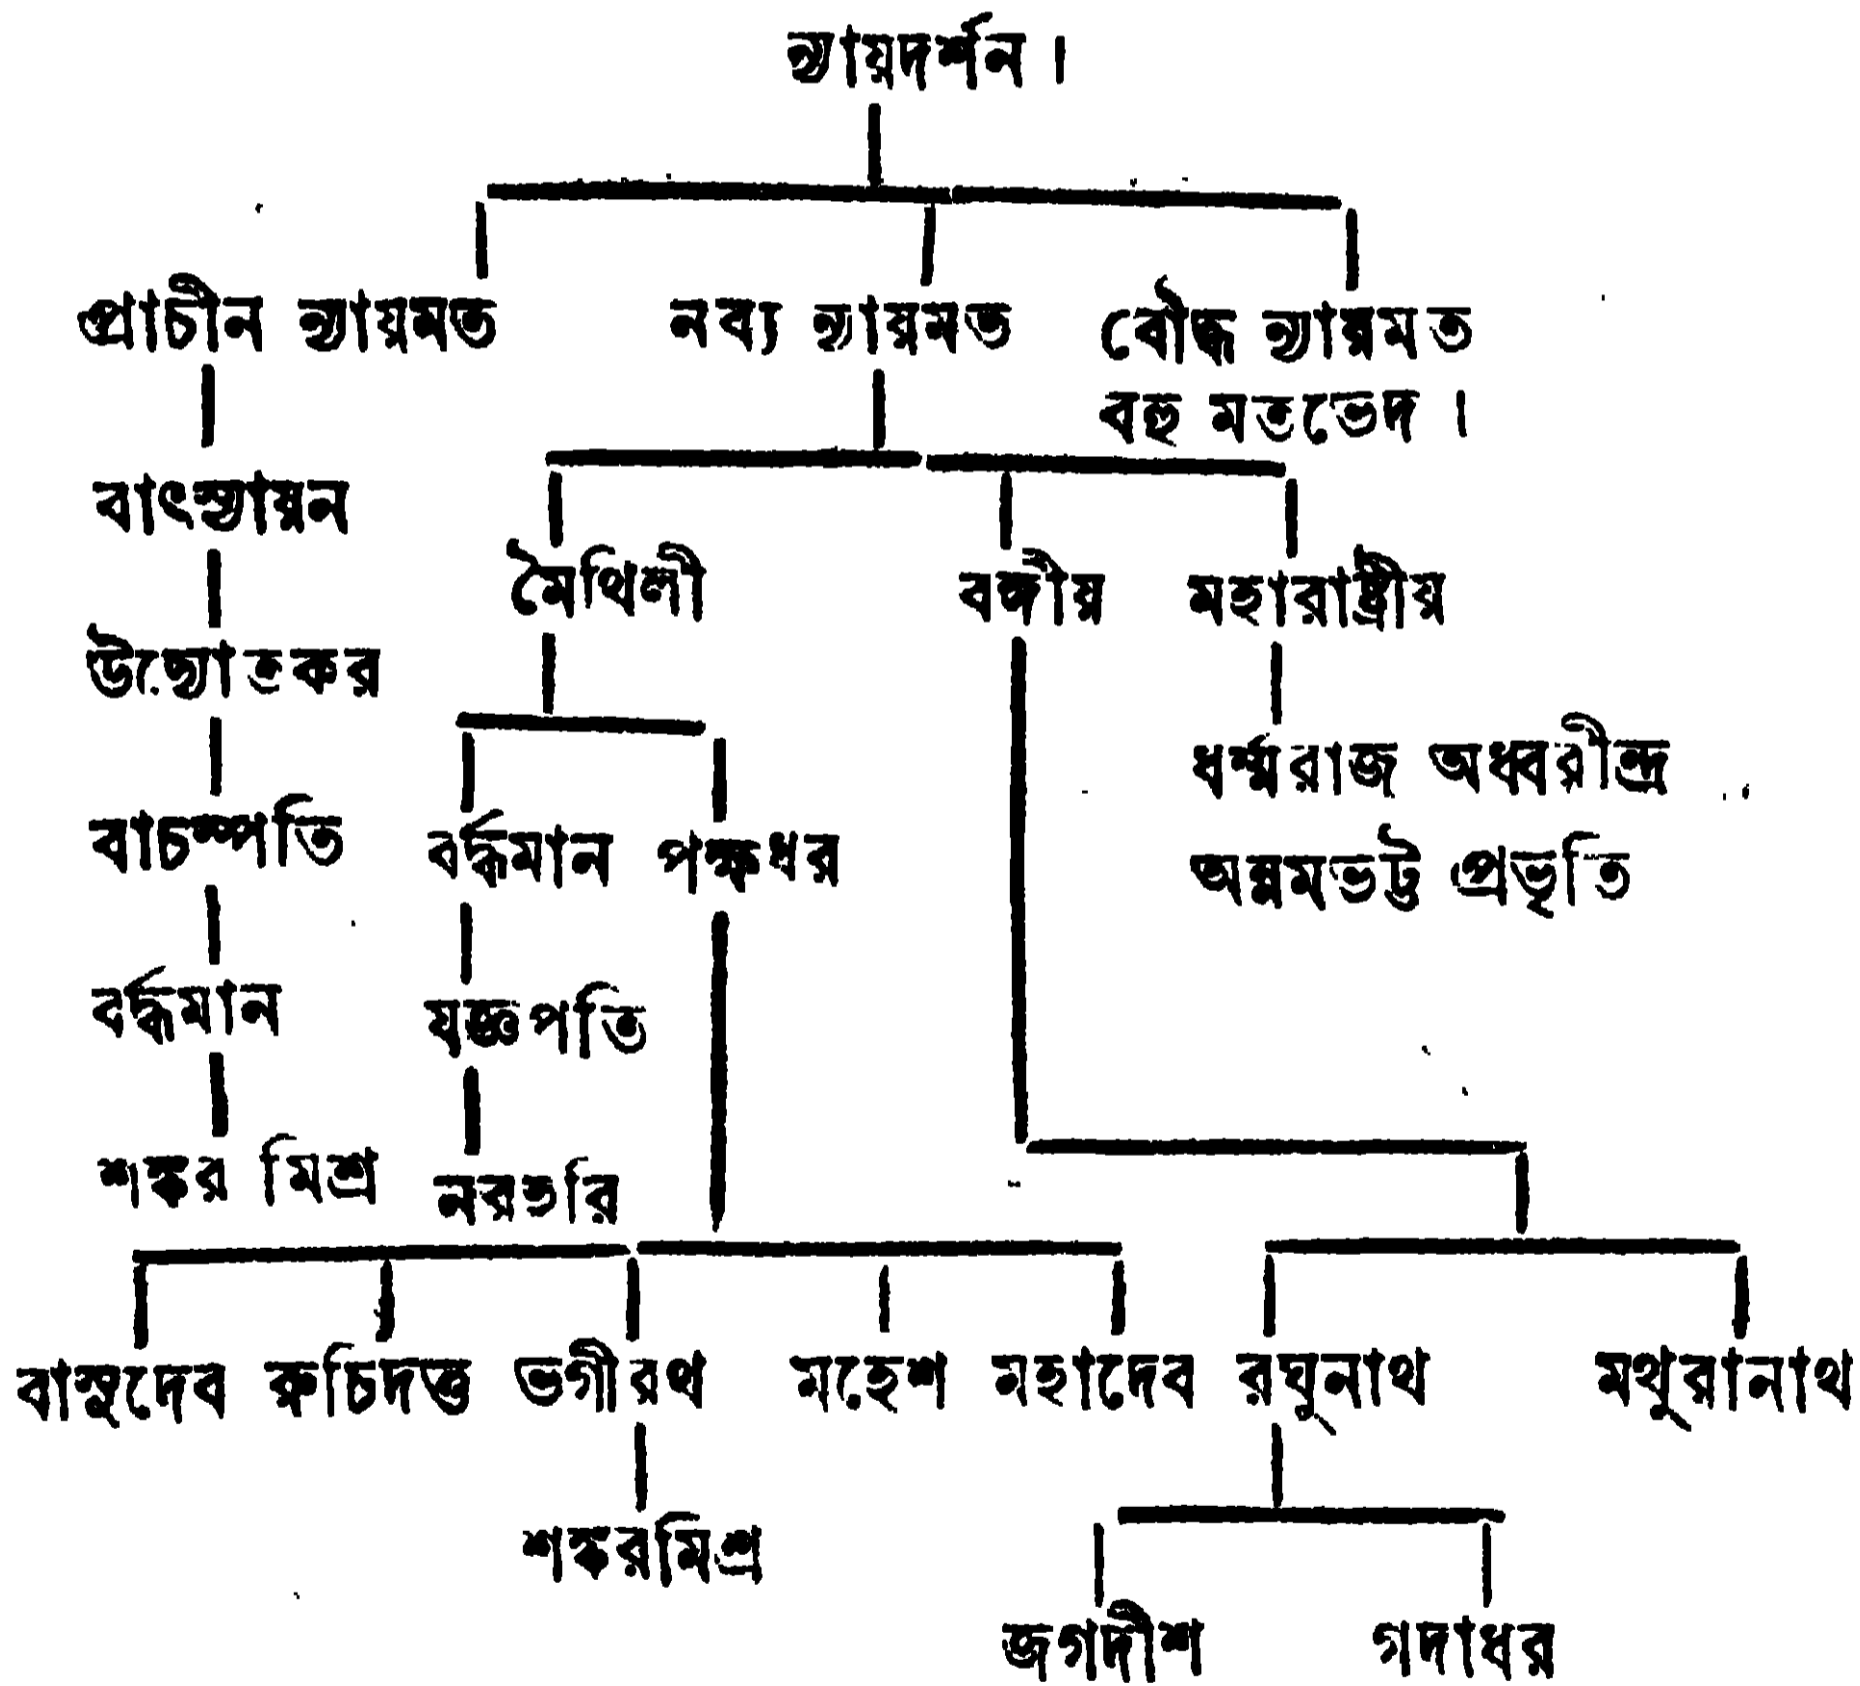 ন্যায়দর্শন ।
প্রাচীন ন্যায়মত নব্য ন্যায়মত বৌদ্ধ ন্যায়মত
বহু মতভেদ ।
বাৎস্যায়ন
মৈথিলী বঙ্গীয় মহারাষ্ট্রীয়
উদ্যোতকর
ধর্ম্মরাজ অধ্বরীন্দ্র
বাচস্পতি বর্দ্ধমান পক্ষধর অন্নমভট্ট প্রভৃতি
বর্দ্ধমান যজ্ঞপতি
শঙ্কর মিশ্র নরহরি
বাসুদেব রুচিদত্ত ভগীরথ মহেশ মহাদেব রঘুনাথ মথুরানাথ
শঙ্করমিশ্র
জগদীশ গদাধর